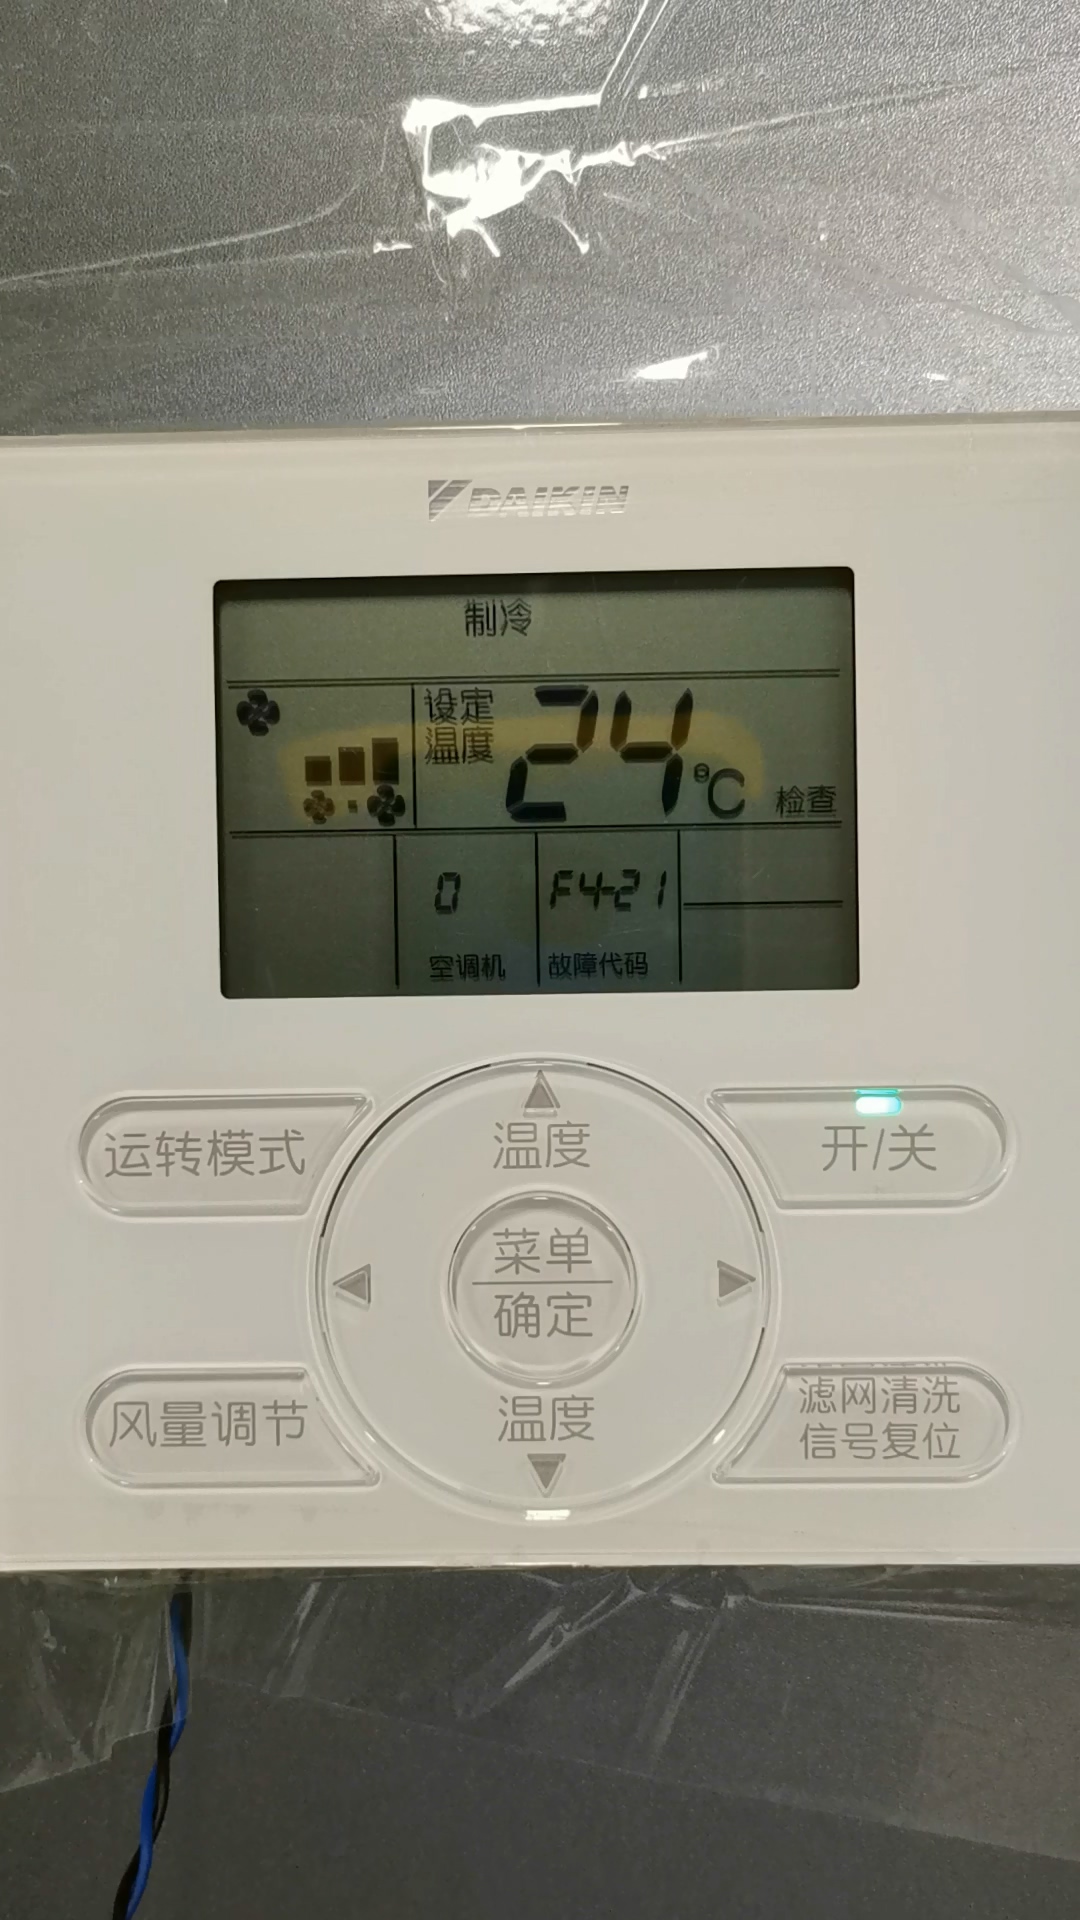 DAIKIN
制冷
设定
温度
24
°C
检查
0
F4-21
空调机
故障代码
运转模式
温度
开/关
菜单
确定
风量调节
温度
滤网清洗
信号复位